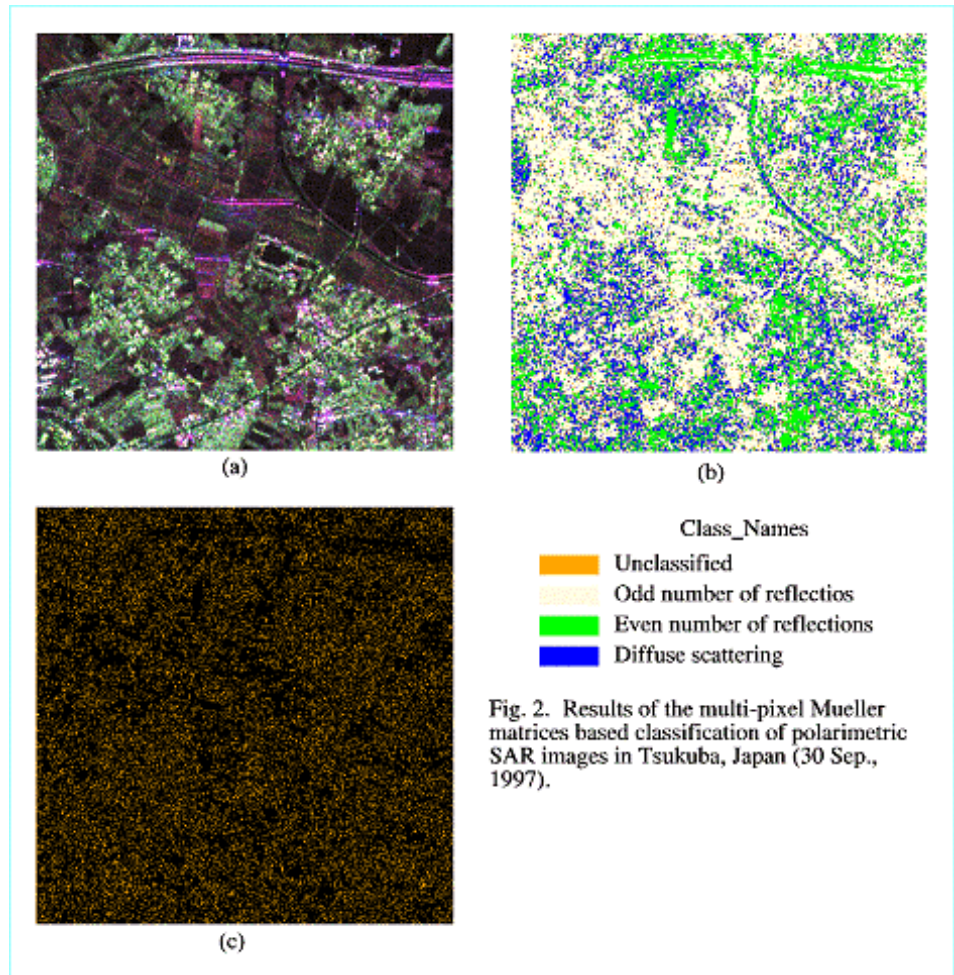 (a)
(b)
Class_Names
Unclassified
Odd number of reflectios
Even number of reflections
Diffuse scattering
Fig. 2. Results of the multi-pixel Mueller
matrices based classification of polarimetric
SAR images in Tsukuba, Japan (30 Sep.,
1997).
(c)